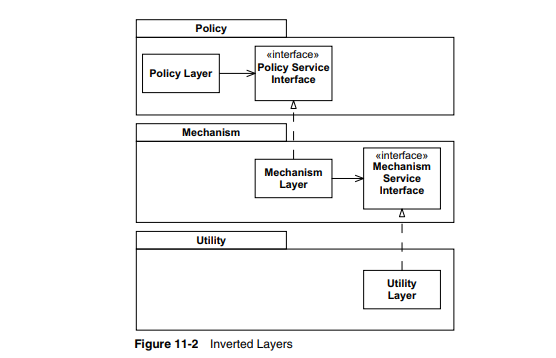 Policy
Policy Layer
«interface»
Policy Service
Interface
Mechanism
Mechanism
Layer
«interface»
Mechanism
Service
Interface
Utility
Utility
Layer
Figure 11-2 Inverted Layers